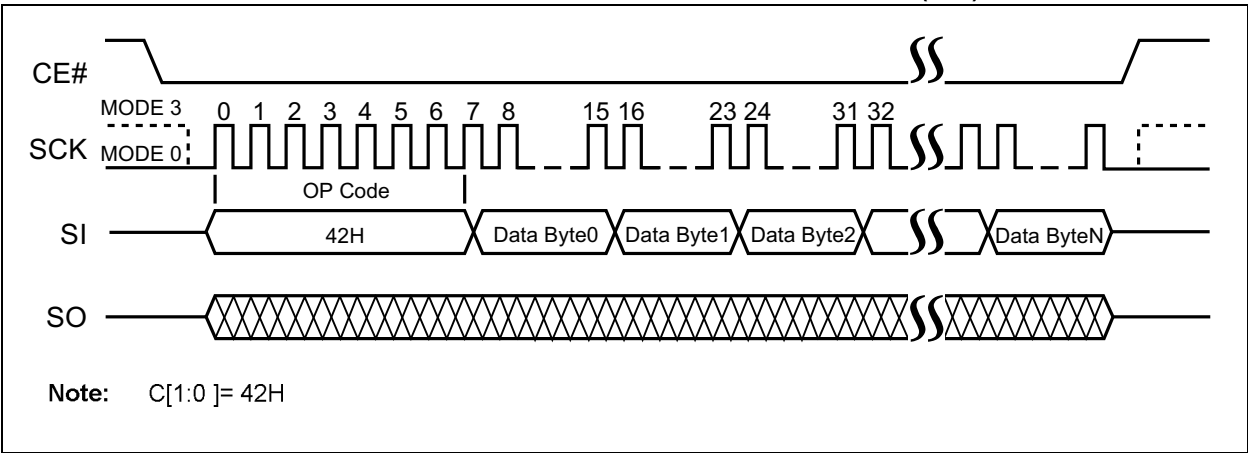 CE#
MODE 3
0 1 2 3 4 5 6 7 8 15 16 23 24 31 32
SCK
MODE 0
OP Code
SI
42H Data Byte0 Data Byte1 Data Byte2 Data ByteN
SO
Note: C[1:0 ]= 42H